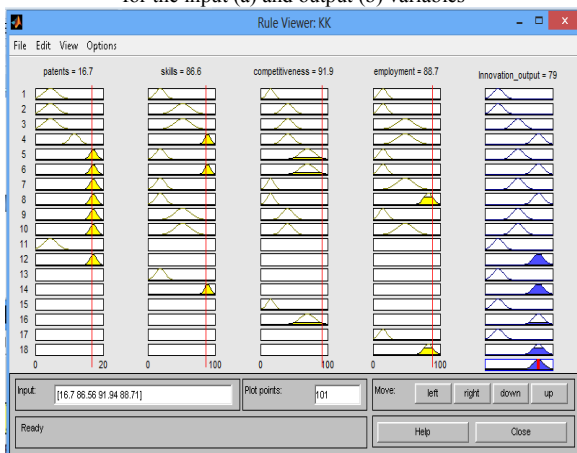 for the input (a) and output (b) variables
Rule Viewer: KK
File Edit View Options
patents = 16.7 skills = 86.6 competitiveness = 91.9 employment = 88.7 Innovation_output = 79
1
2
3
4
5
6
7
8
9
10
11
12
13
14
15
16
17
18
0 20 0 100 0 100 0 100
Input: [16.7 86.56 91.94 88.71] Plot points: 101 Move: left right down up
Ready Help Close